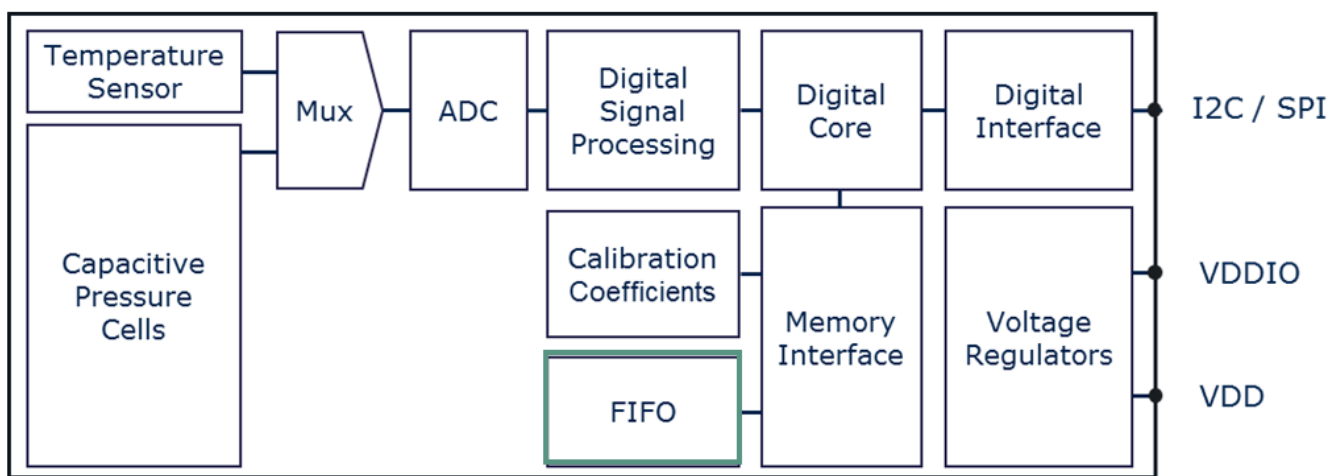 Temperature
Sensor
Mux
ADC
Digital
Signal
Processing
Digital
Core
Digital
Interface
I2C / SPI
Capacitive
Pressure
Cells
Calibration
Coefficients
FIFO
Memory
Interface
Voltage
Regulators
VDDIO
VDD